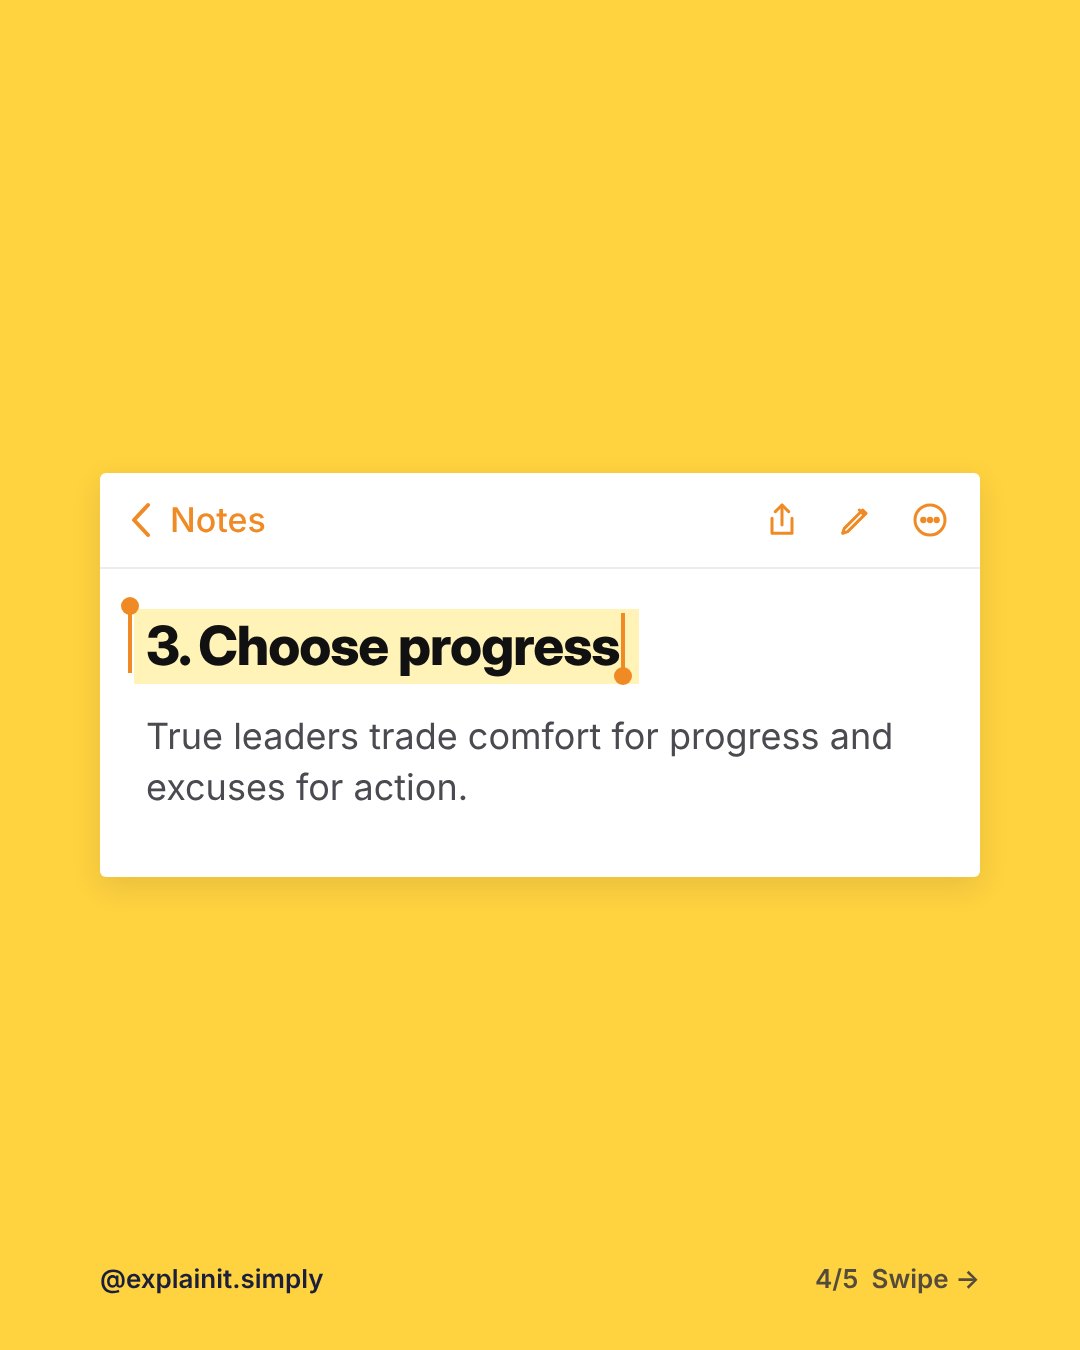 Notes
3. Choose progress
True leaders trade comfort for progress and
excuses for action.
@explainit.simply
4/5 Swipe →